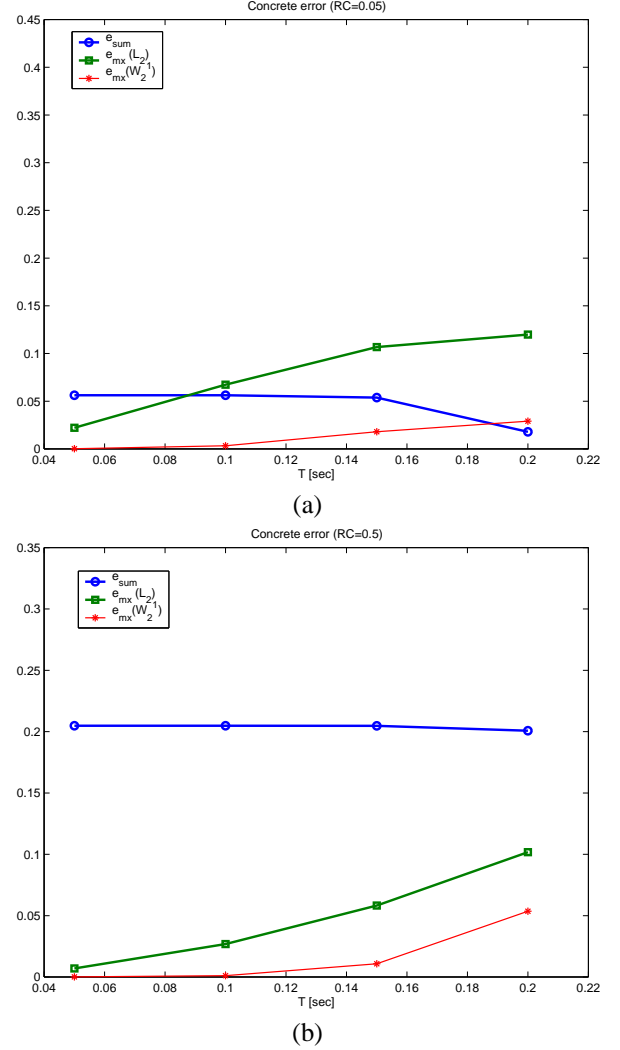 Concrete error (RC=0.05)
0.45
0.4
0.35
0.3
0.25
0.2
0.15
0.1
0.05
0
e_sum
e_mx (L_2)
e_mx(W_2^1)
0.04 0.06 0.08 0.1 0.12 0.14 0.16 0.18 0.2 0.22
T [sec]
(a)
Concrete error (RC=0.5)
0.35
0.3
0.25
0.2
0.15
0.1
0.05
0
e_sum
e_mx (L_2)
e_mx(W_2^1)
0.04 0.06 0.08 0.1 0.12 0.14 0.16 0.18 0.2 0.22
T [sec]
(b)